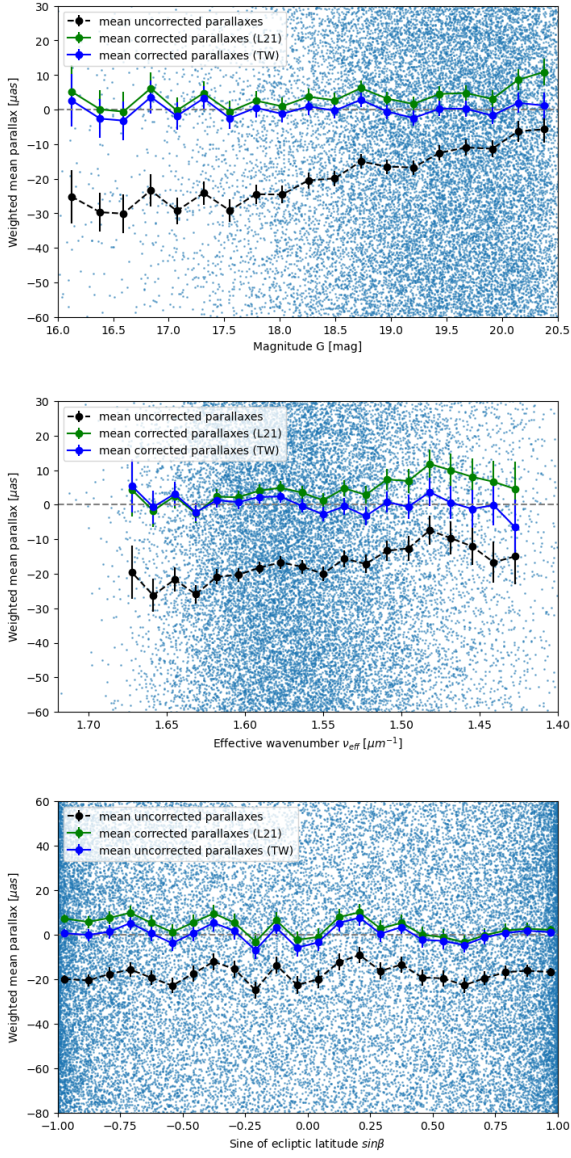 mean uncorrected parallaxes
mean corrected parallaxes (L21)
mean corrected parallaxes (TW)
30
20
10
0
−10
−20
−30
−40
−50
−60
Weighted mean parallax [μas]
16.0 16.5 17.0 17.5 18.0 18.5 19.0 19.5 20.0 20.5
Magnitude G [mag]
mean uncorrected parallaxes
mean corrected parallaxes (L21)
mean corrected parallaxes (TW)
30
20
10
0
−10
−20
−30
−40
−50
−60
Weighted mean parallax [μas]
1.70 1.65 1.60 1.55 1.50 1.45 1.40
Effective wavenumber ν_eff [μm⁻¹]
mean uncorrected parallaxes
mean corrected parallaxes (L21)
mean corrected parallaxes (TW)
60
40
20
0
−20
−40
−60
−80
Weighted mean parallax [μas]
−1.00 −0.75 −0.50 −0.25 0.00 0.25 0.50 0.75 1.00
Sine of ecliptic latitude sinβ